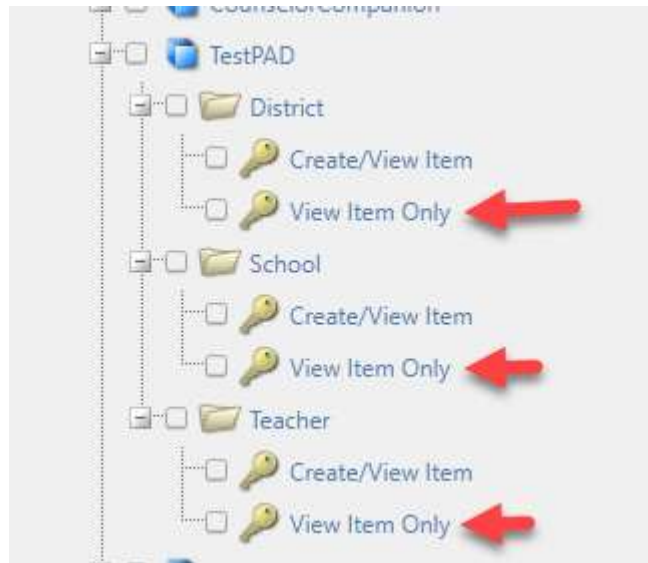 CounselorCompanion
TestPAD
District
Create/View Item
View Item Only
School
Create/View Item
View Item Only
Teacher
Create/View Item
View Item Only